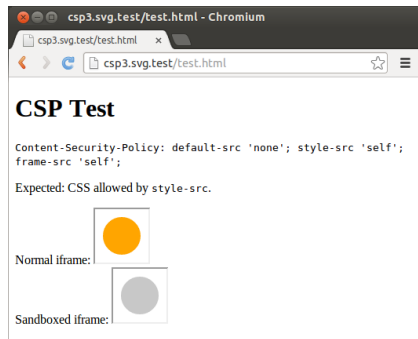 csp3.svg.test/test.html - Chromium
csp3.svg.test/test.html ×
csp3.svg.test/test.html
CSP Test
Content-Security-Policy: default-src 'none'; style-src 'self';
frame-src 'self';
Expected: CSS allowed by style-src.
Normal iframe:
Sandboxed iframe: